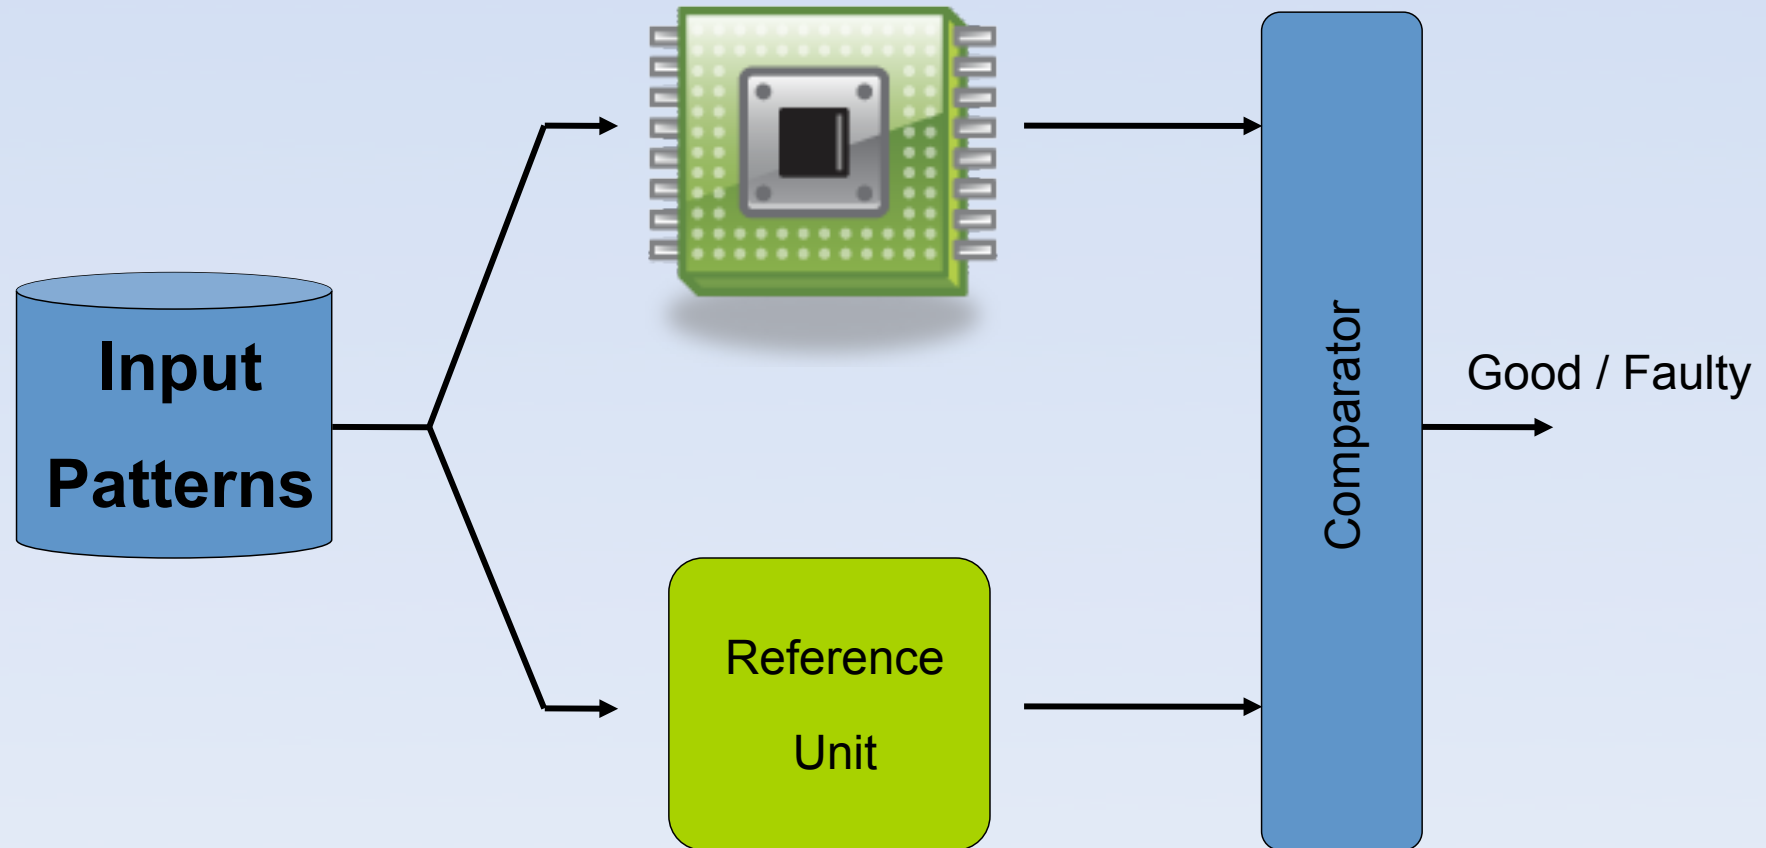 Input
Patterns
Reference
Unit
Comparator
Good / Faulty